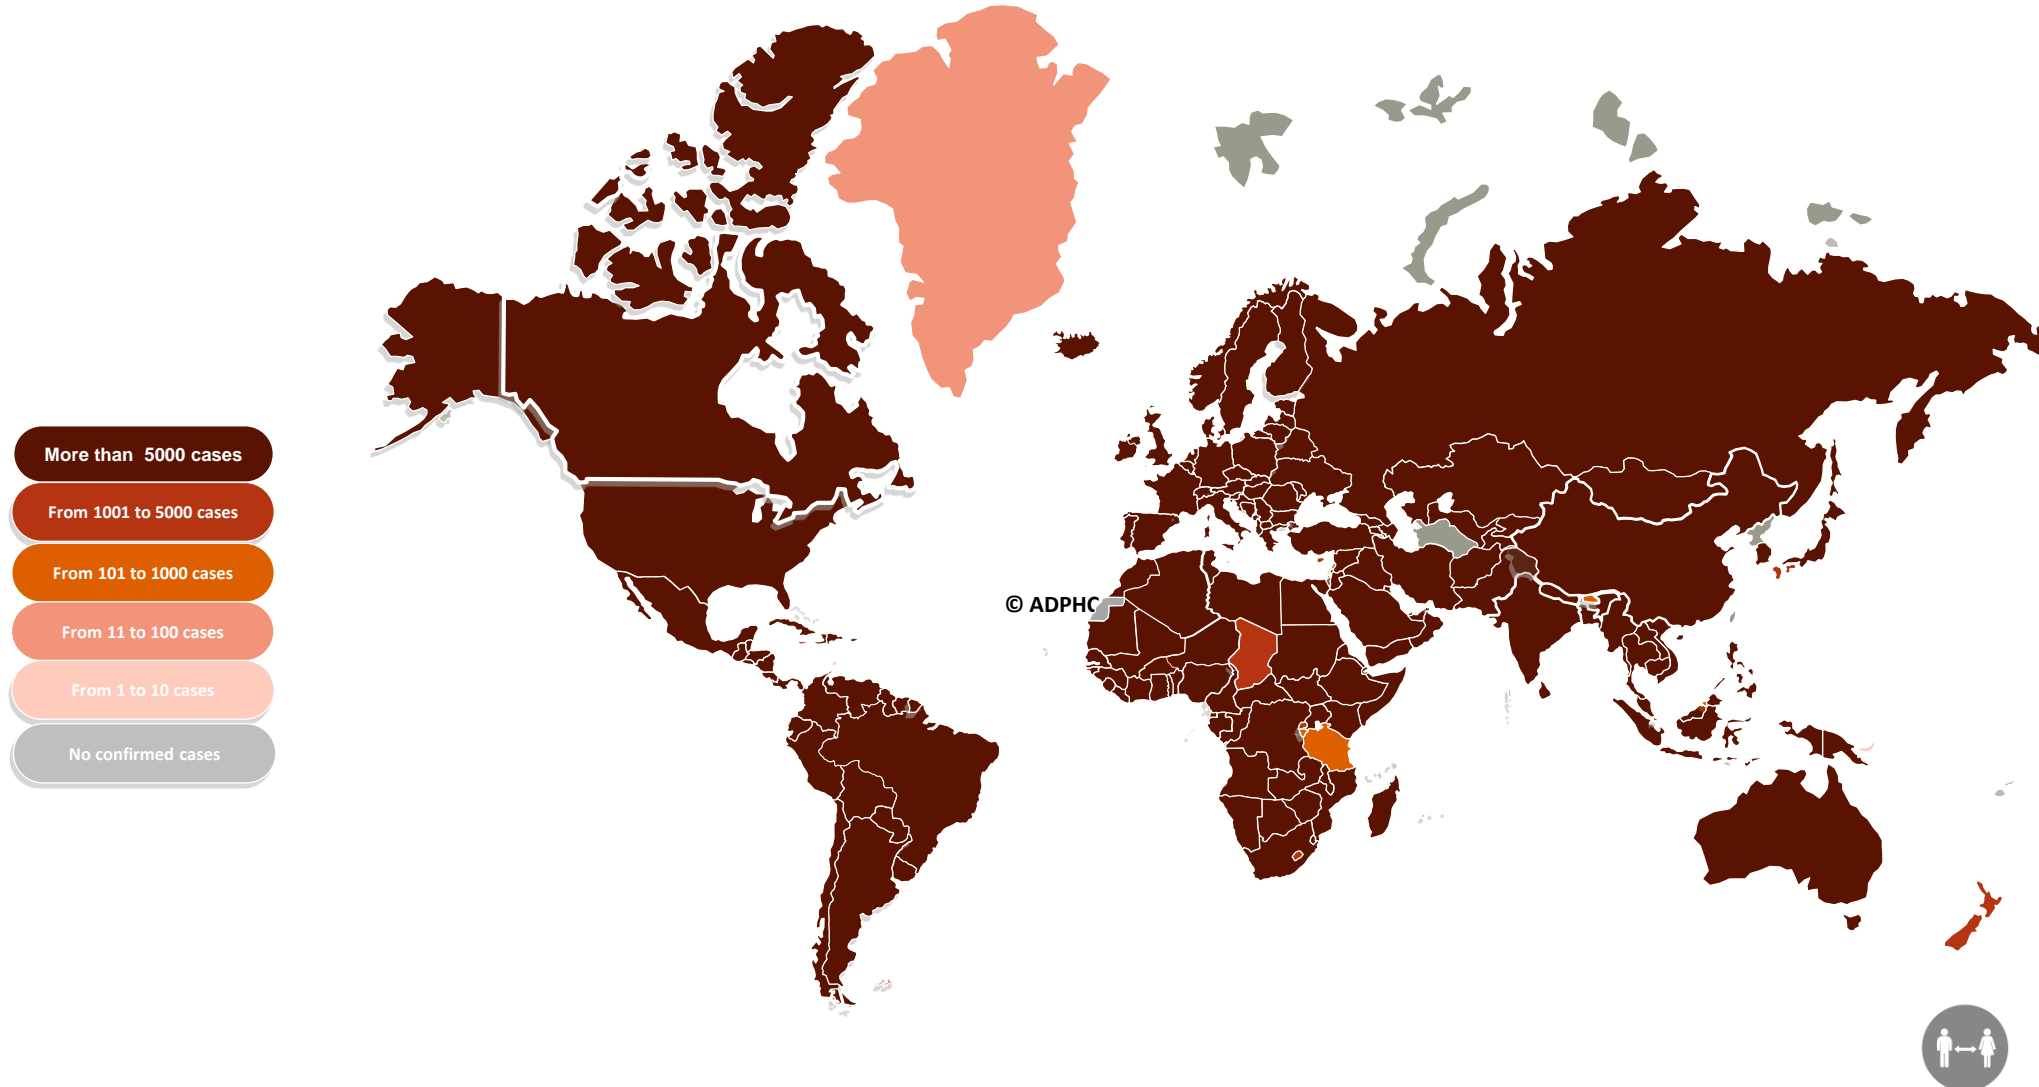 More than  5000 cases
From 1001 to 5000 cases
From 101 to 1000 cases
From 11 to 100 cases
From 1 to 10 cases
No confirmed cases
© ADPHC